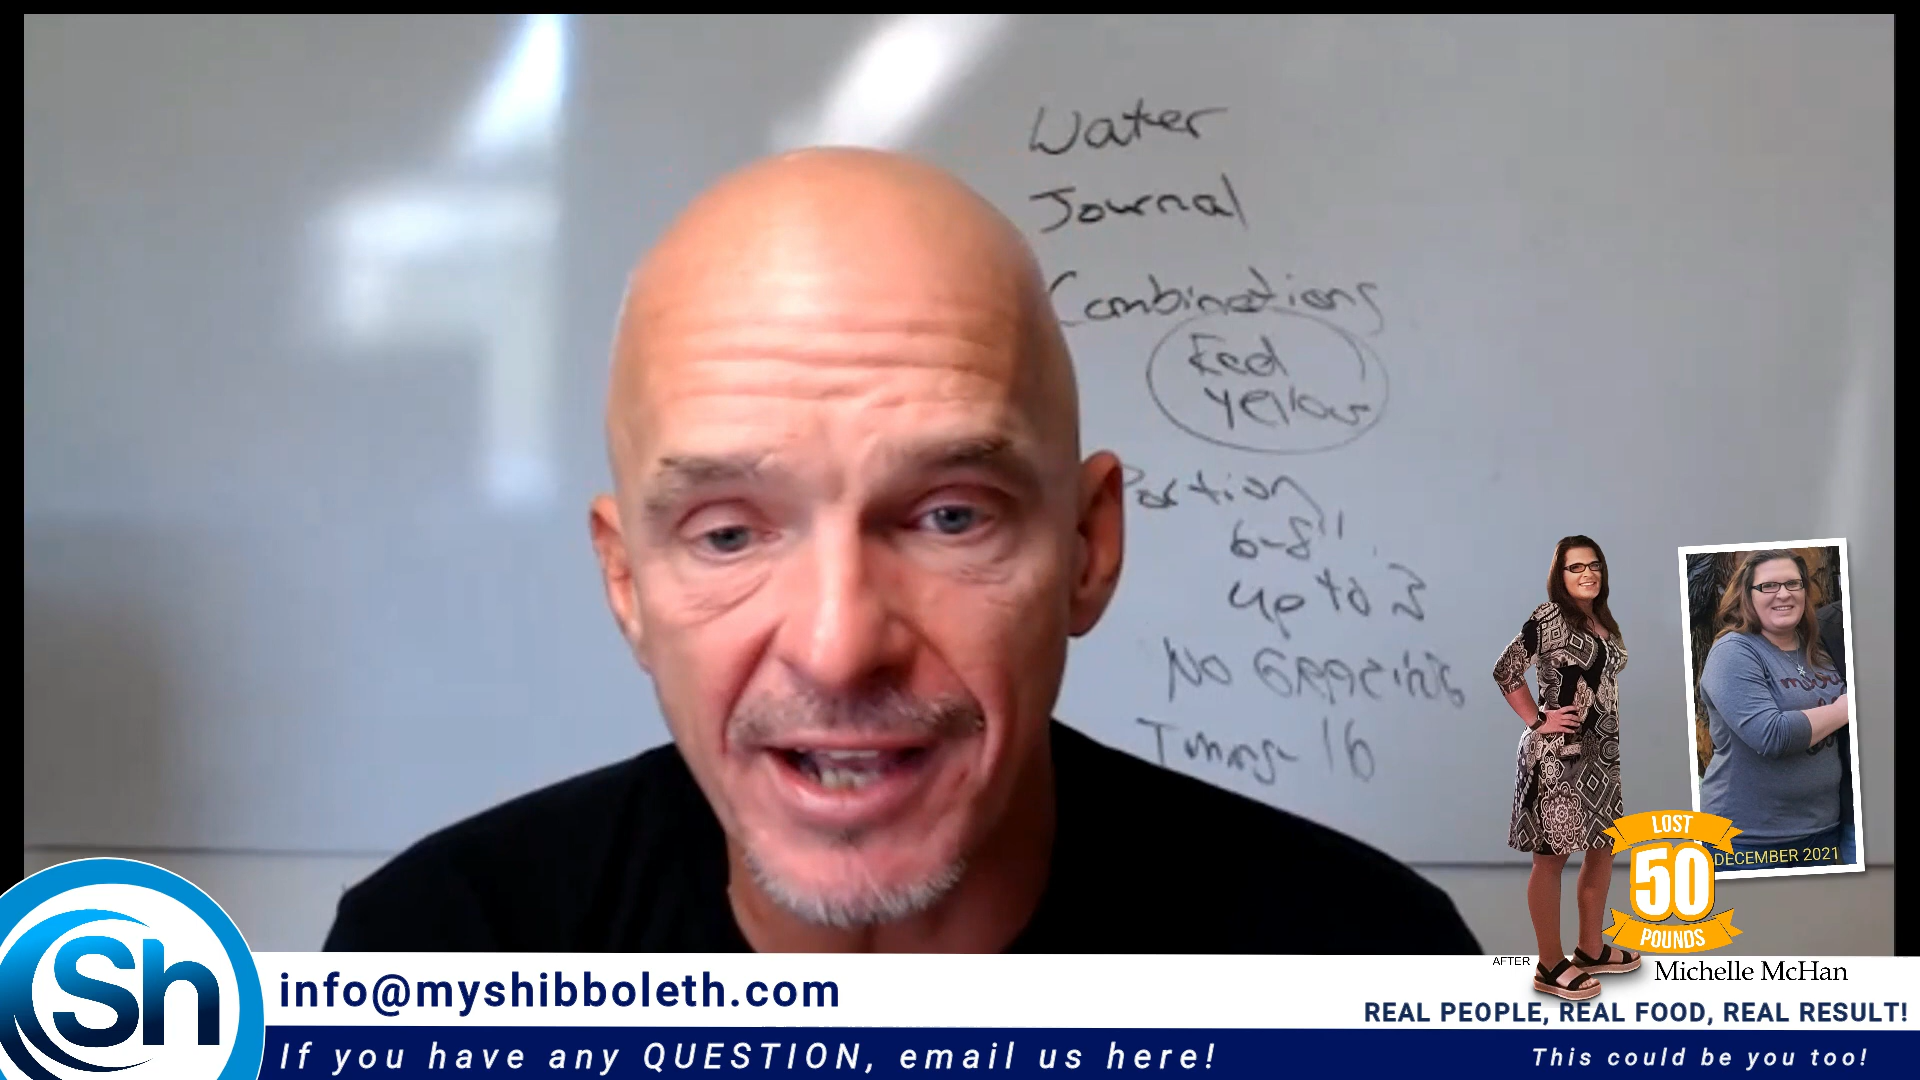 Water
Journal
Combinations
Red
Yellow
Portion
6-8"
up to 3
NO GRAZING
Timing - 16
LOST
50
POUNDS
DECEMBER 2021
AFTER
Michelle McHan
Sh
info@myshibboleth.com
REAL PEOPLE, REAL FOOD, REAL RESULT!
If you have any QUESTION, email us here!
This could be you too!